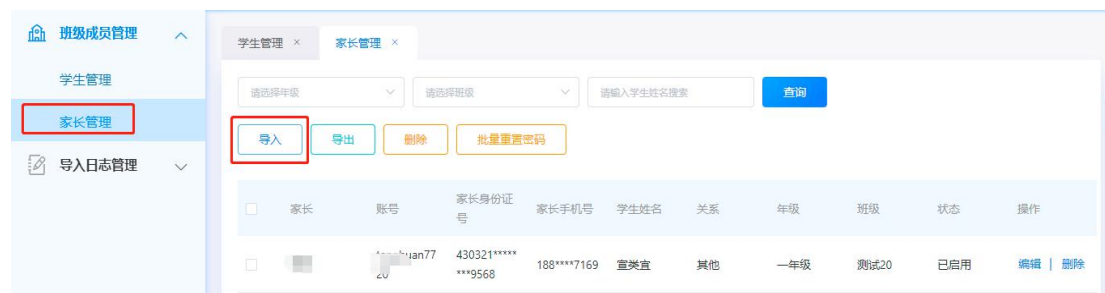 班级成员管理
学生管理 × 家长管理 ×
学生管理
家长管理
导入日志管理
请选择年级 请选择班级 请输入学生姓名搜索 查询
导入 导出 删除 批量重置密码
家长 账号 家长身份证号 家长手机号 学生姓名 关系 年级 班级 状态 操作
430321*****
***9568
188****7169 宣类宜 其他 一年级 测试20 已启用 编辑 | 删除